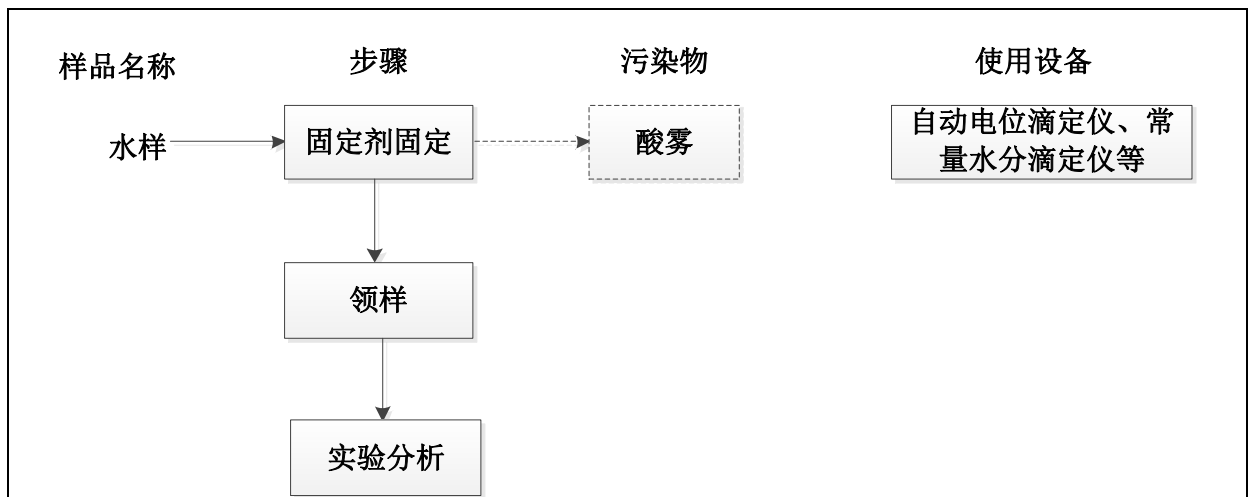 样品名称 步骤 污染物 使用设备
水样 固定剂固定 酸雾 自动电位滴定仪、常
量水分滴定仪等
领样
实验分析